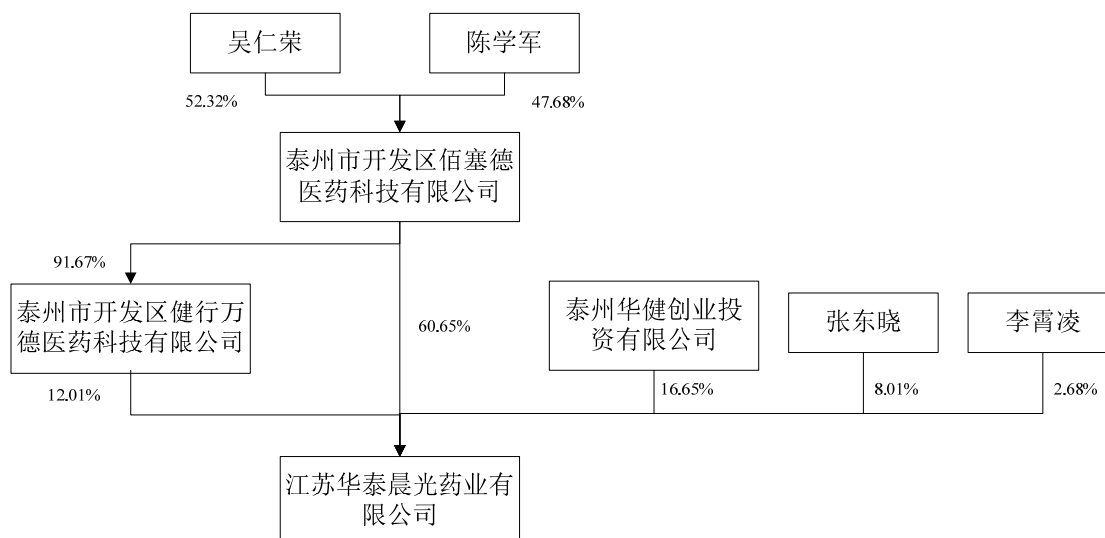 吴仁荣
陈学军
52.32%
47.68%
泰州市开发区佰塞德
医药科技有限公司
91.67%
60.65%
泰州市开发区健行万
德医药科技有限公司
泰州华健创业投
资有限公司
张东晓
李霄凌
12.01%
16.65%
8.01%
2.68%
江苏华泰晨光药业有
限公司